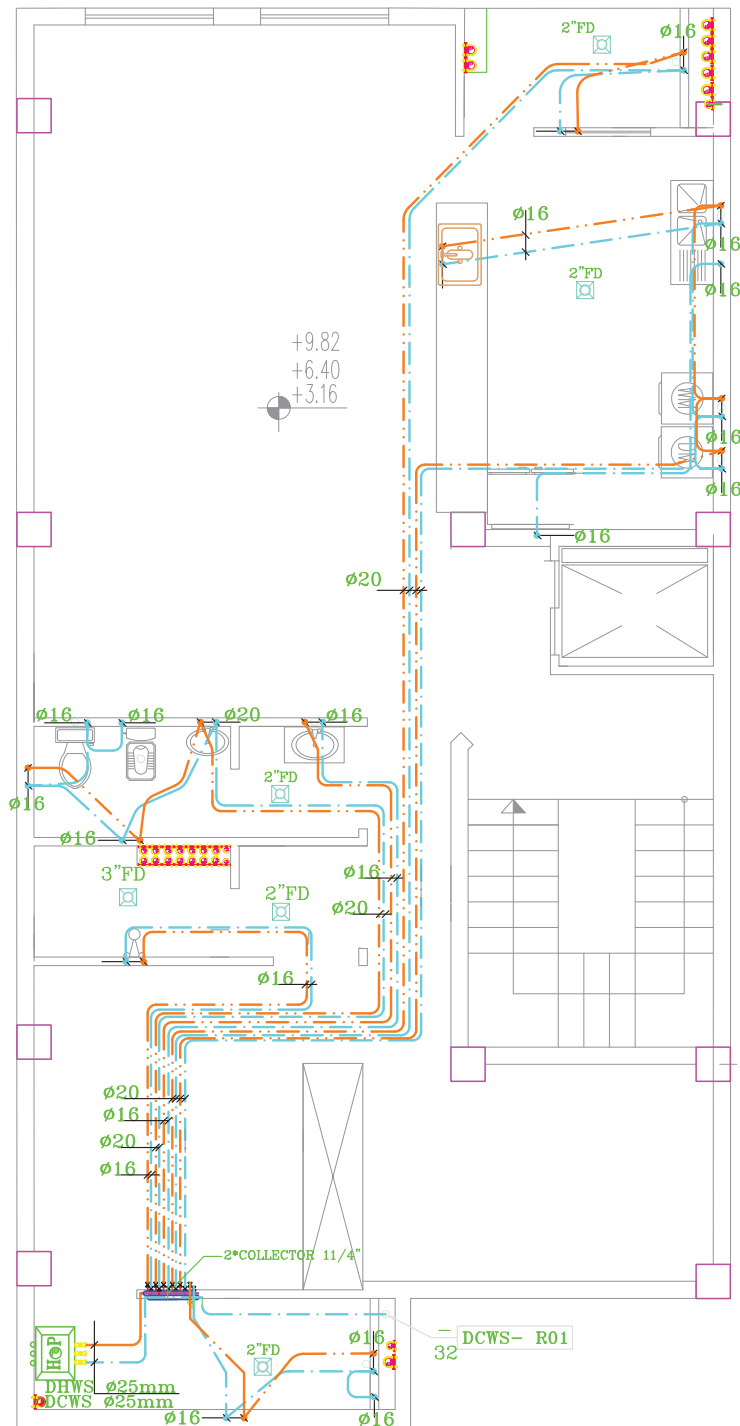 2"FD
ø16
ø16
ø16
2"FD
ø16
+9.82
+6.40
+3.16
ø16
ø16
ø16
ø20
ø16
ø16
ø20
ø16
2"FD
ø16
ø16
3"FD
2"FD
ø16
ø20
ø16
ø20
ø16
ø20
ø16
2*COLLECTOR 11/4"
DCWS- R01
32
ø16
2"FD
DHWS ø25mm
DCWS ø25mm
ø16
ø16